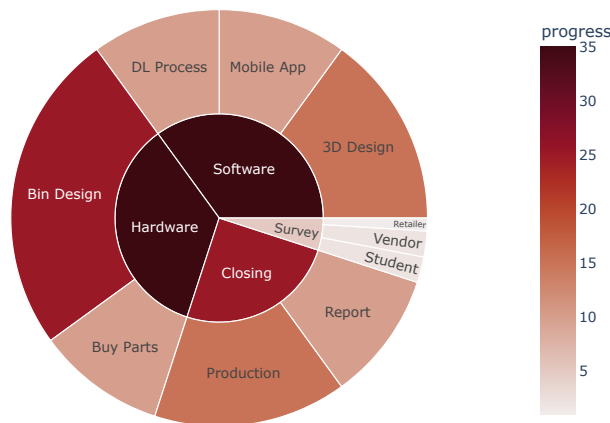 progress
DL Process
Mobile App
3D Design
Bin Design
Software
Hardware
Survey
Closing
Retailer
Vendor
Student
Report
Buy Parts
Production
35
30
25
20
15
10
5